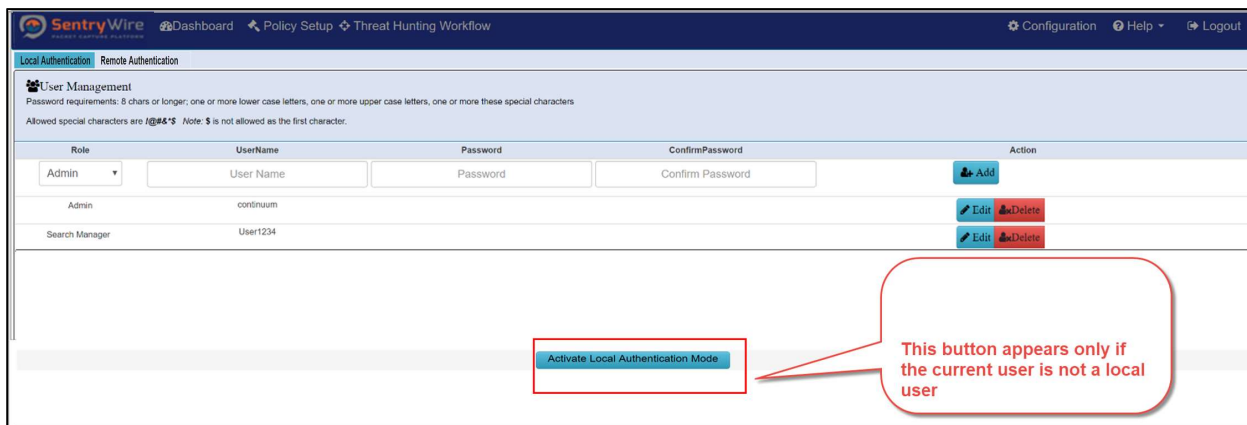 SentryWire Dashboard Policy Setup Threat Hunting Workflow Configuration Help Logout
PACKET CAPTURE PLATFORM
Local Authentication Remote Authentication
User Management
Password requirements: 8 chars or longer; one or more lower case letters, one or more upper case letters, one or more these special characters
Allowed special characters are !@#&*$ Note: $ is not allowed as the first character.
Role UserName Password ConfirmPassword Action
Admin User Name Password Confirm Password Add
Admin continuum Edit Delete
Search Manager User1234 Edit Delete
Activate Local Authentication Mode
This button appears only if
the current user is not a local
user